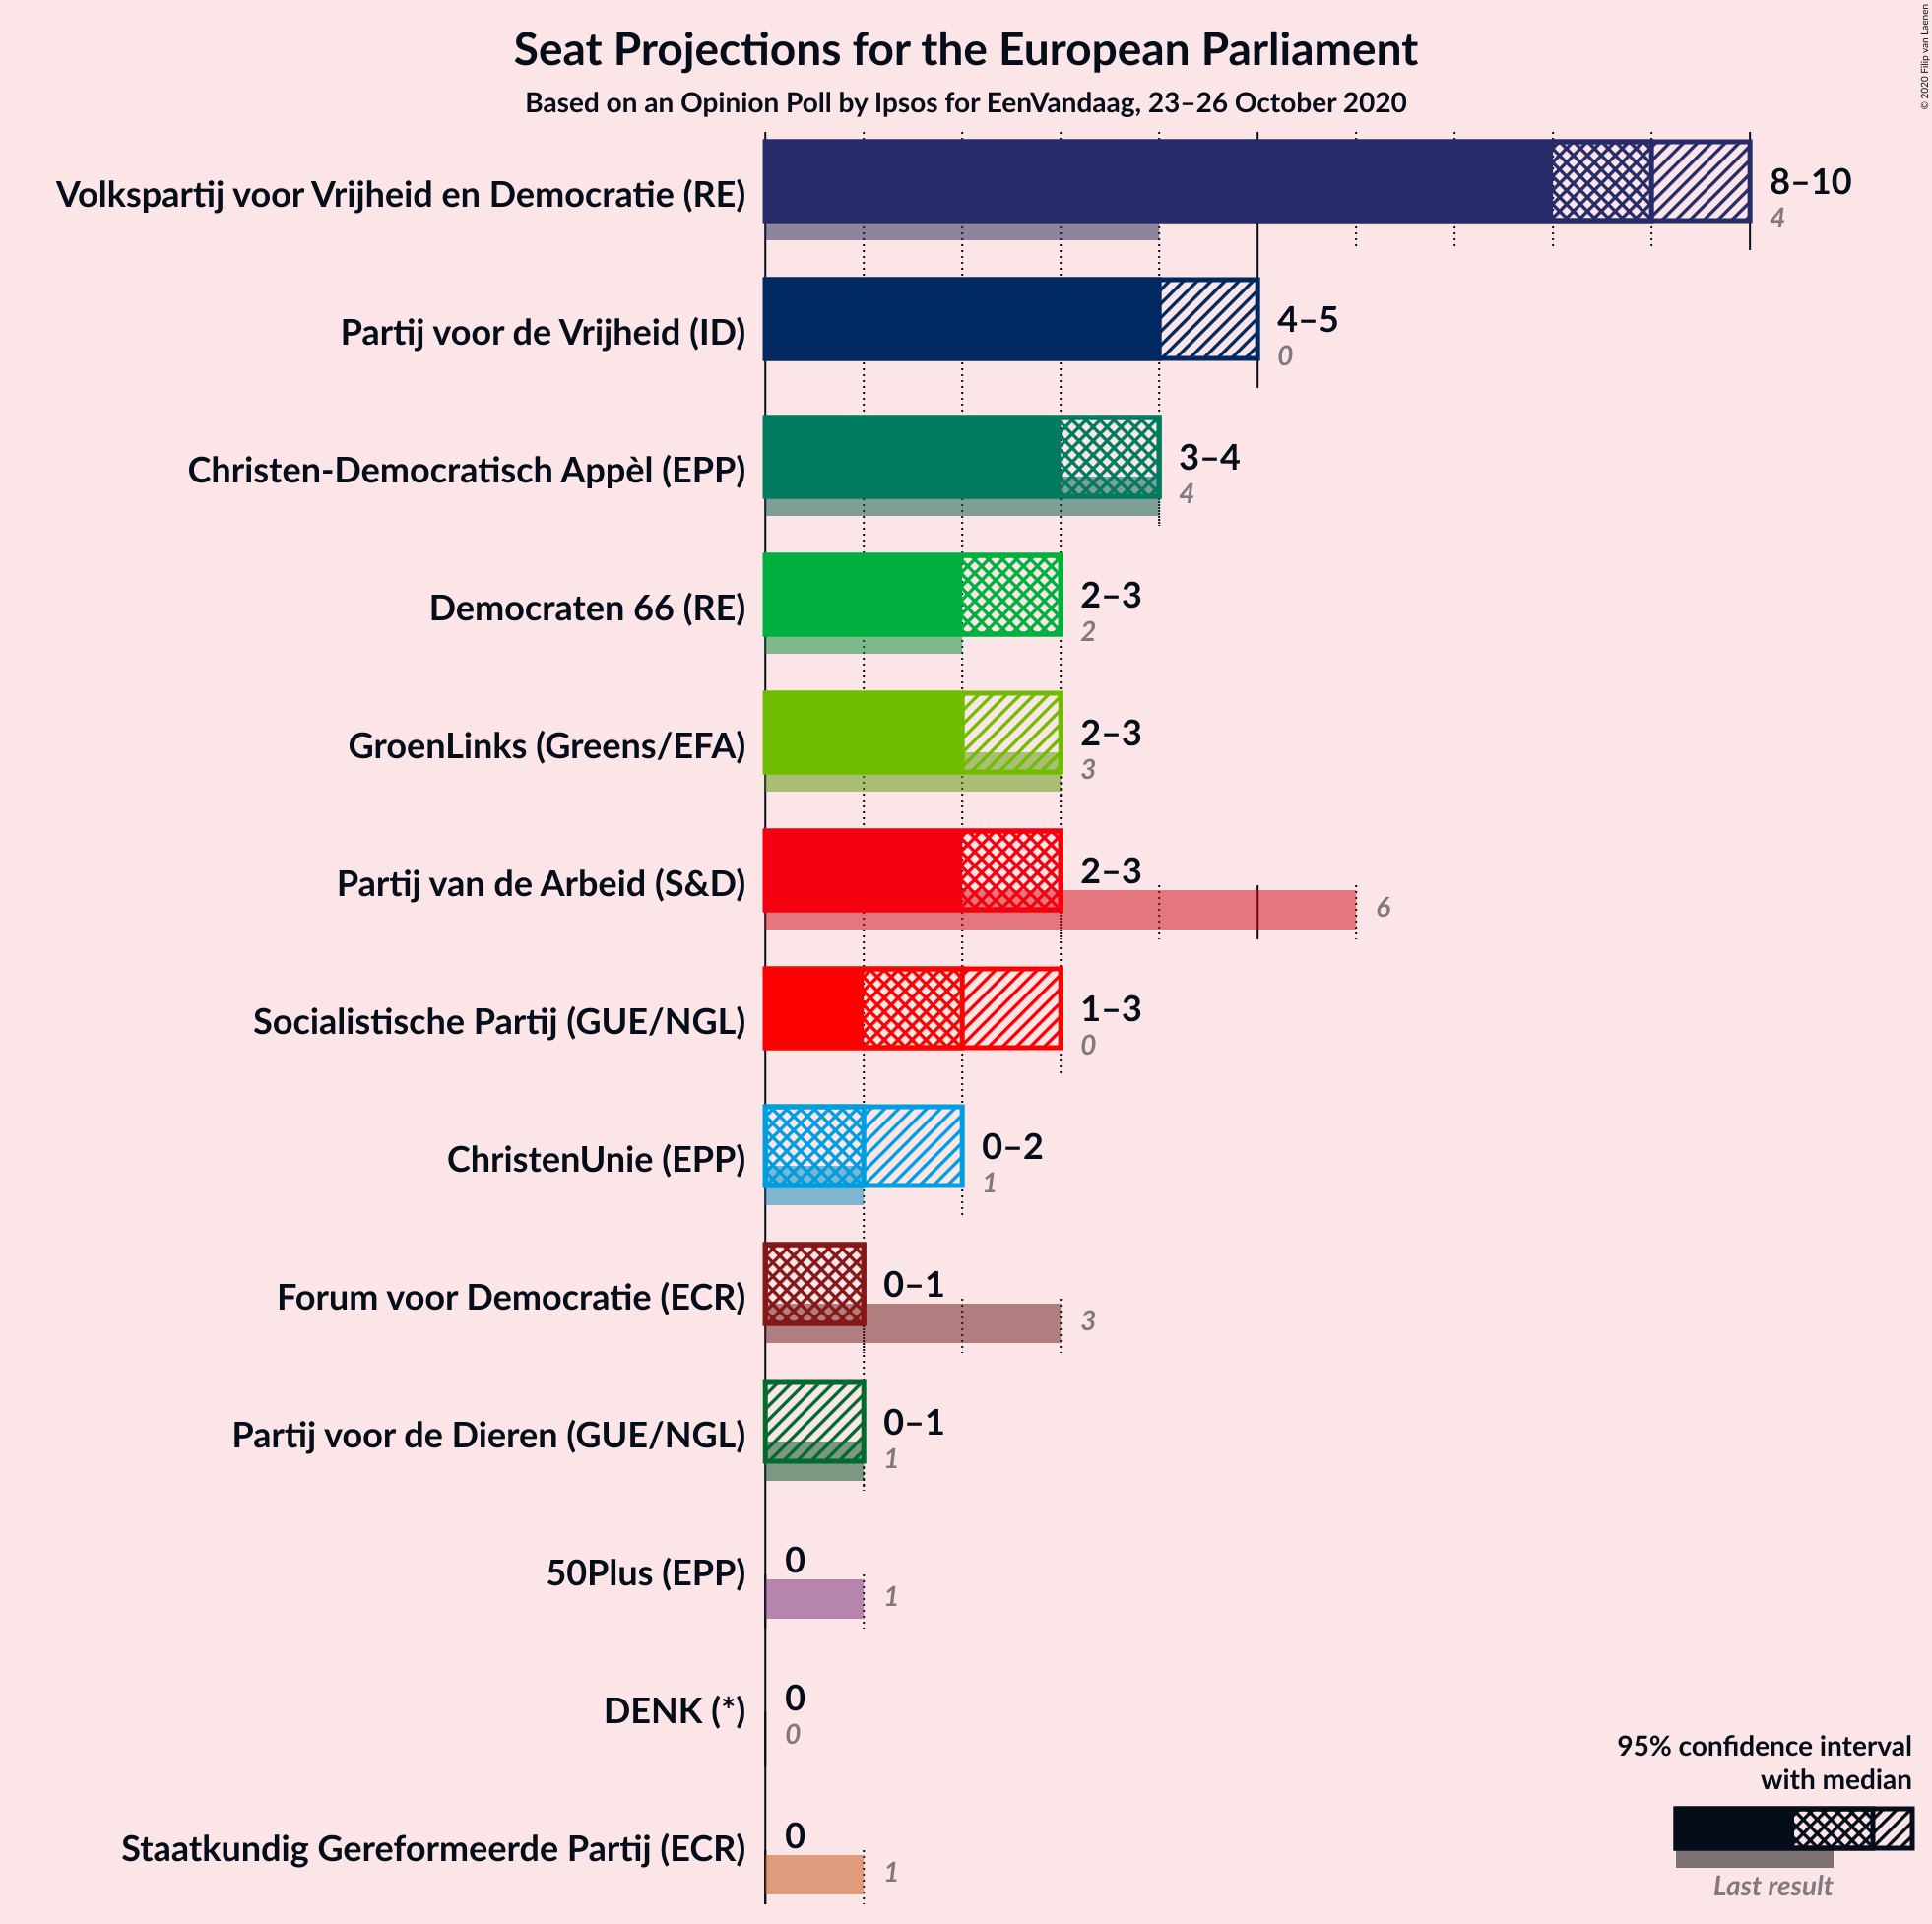 Seat Projections for the European Parliament
Based on an Opinion Poll by Ipsos for EenVandaag, 23–26 October 2020
© 2020 Filip van Laenen
Volkspartij voor Vrijheid en Democratie (RE)
8–10
4
Partij voor de Vrijheid (ID)
4–5
0
Christen-Democratisch Appèl (EPP)
3–4
4
Democraten 66 (RE)
2–3
2
GroenLinks (Greens/EFA)
2–3
3
Partij van de Arbeid (S&D)
2–3
6
Socialistische Partij (GUE/NGL)
1–3
0
ChristenUnie (EPP)
0–2
1
Forum voor Democratie (ECR)
0–1
3
Partij voor de Dieren (GUE/NGL)
0–1
1
50Plus (EPP)
0
1
DENK (*)
0
0
Staatkundig Gereformeerde Partij (ECR)
0
1
95% confidence interval
with median
Last result